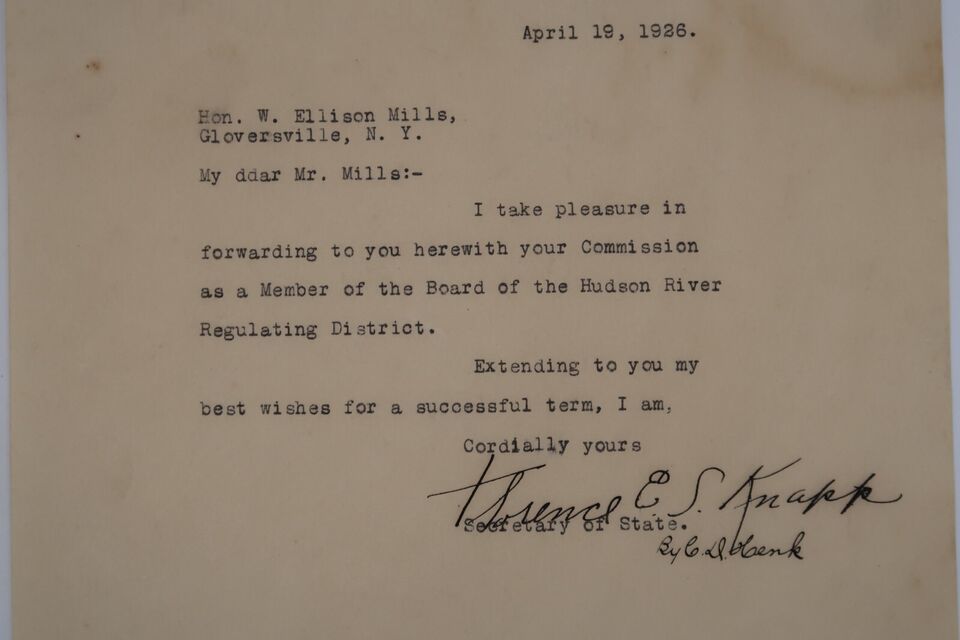 April 19, 1926.
Hon. W. Ellison Mills,
Gloversville, N. Y.
My ddar Mr. Mills:-
I take pleasure in
forwarding to you herewith your Commission
as a Member of the Board of the Hudson River
Regulating District.
Extending to you my
best wishes for a successful term, I am,
Cordially yours
Florence E. S. Knapp
Secretary of State.
By C. D. Henk